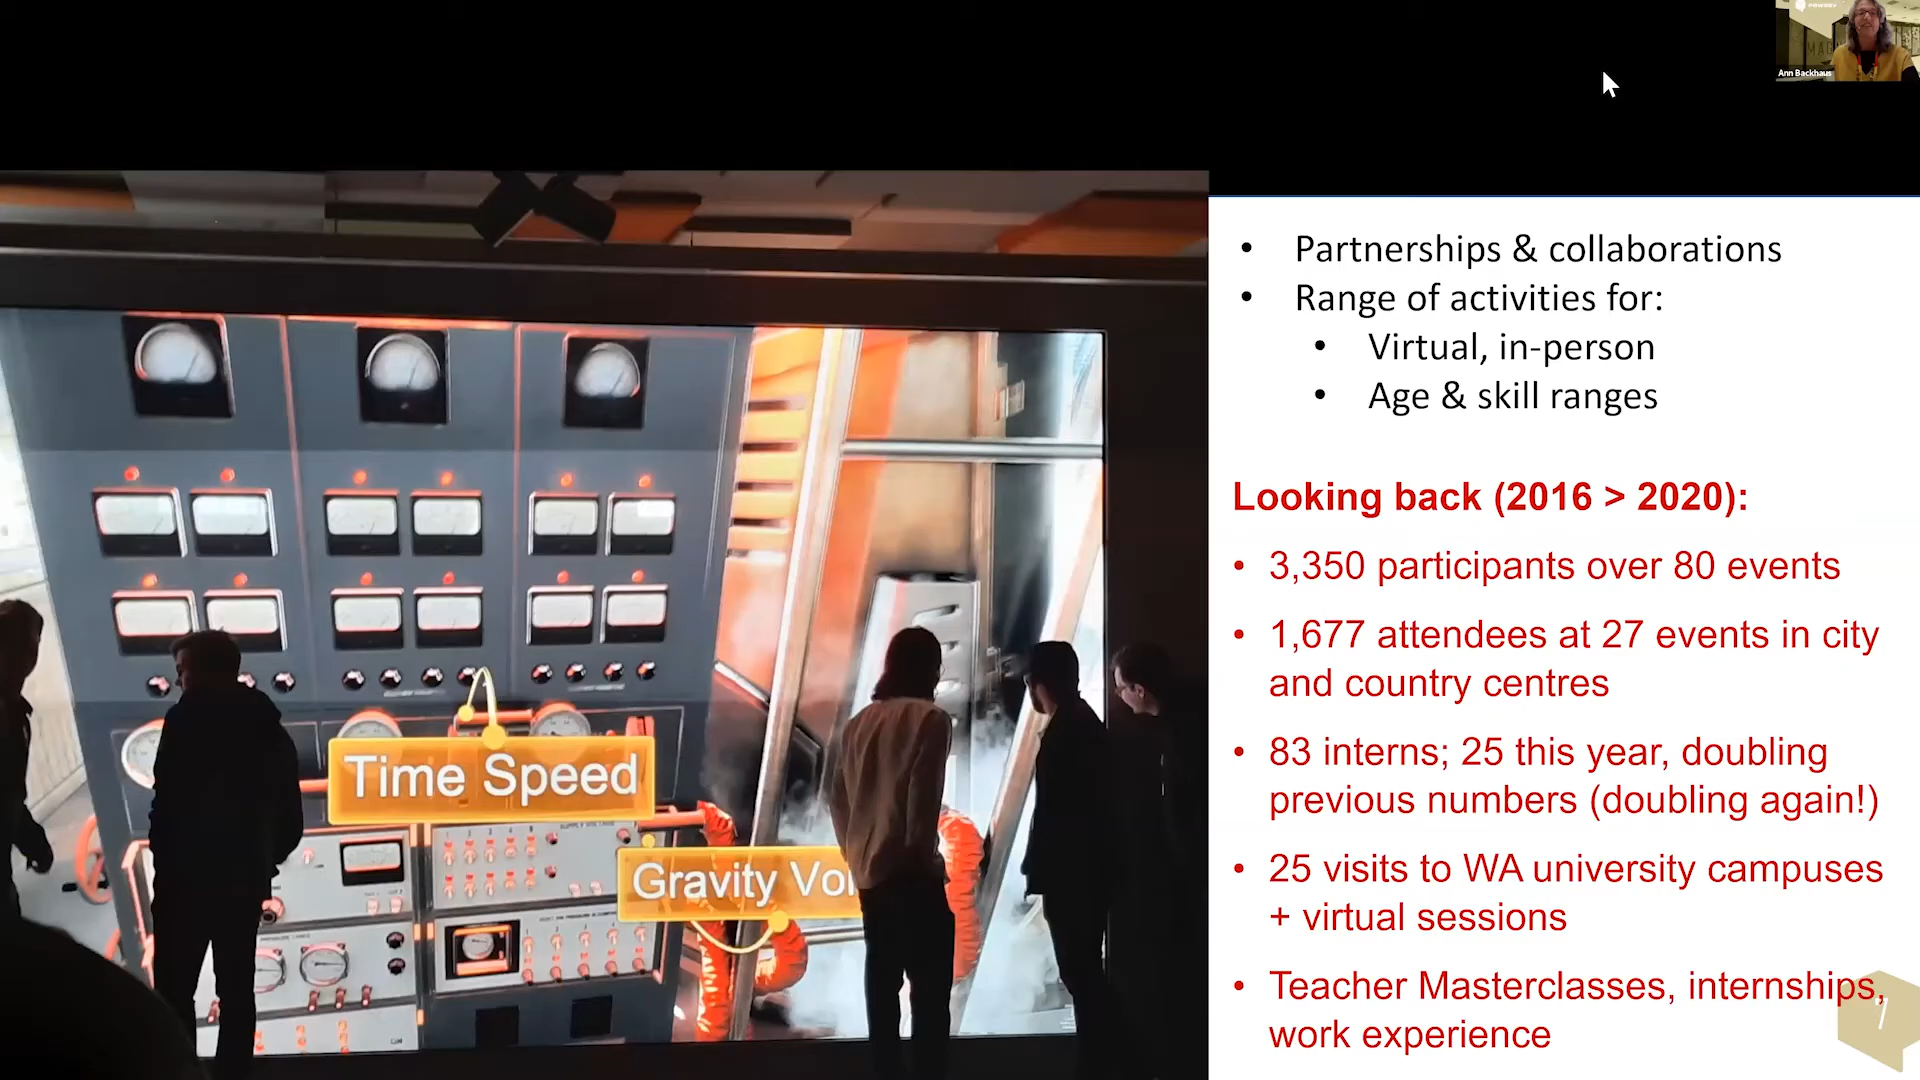 PAWSEY
Ann Backhaus
• Partnerships & collaborations
• Range of activities for:
• Virtual, in-person
• Age & skill ranges
Looking back (2016 > 2020):
• 3,350 participants over 80 events
• 1,677 attendees at 27 events in city
and country centres
• 83 interns; 25 this year, doubling
previous numbers (doubling again!)
• 25 visits to WA university campuses
+ virtual sessions
• Teacher Masterclasses, internships,
work experience
7
Time Speed
Gravity Vol